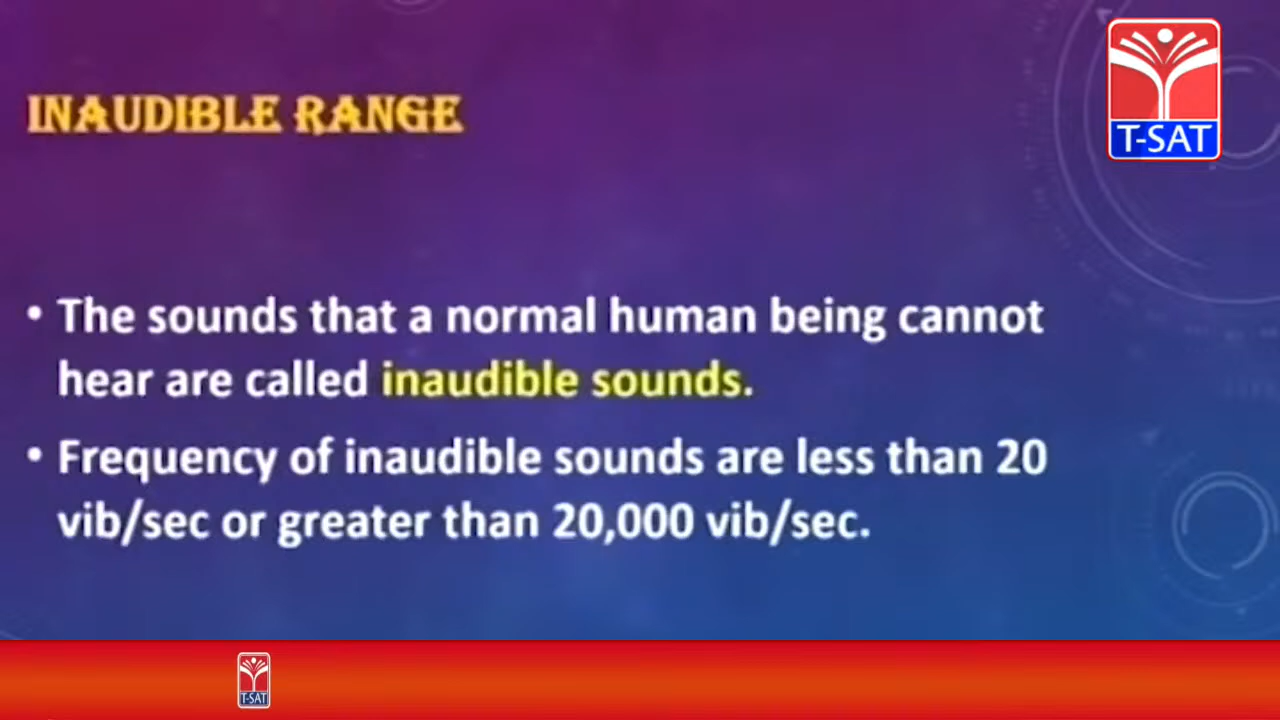 INAUDIBLE RANGE
T-SAT
• The sounds that a normal human being cannot
hear are called inaudible sounds.
• Frequency of inaudible sounds are less than 20
vib/sec or greater than 20,000 vib/sec.
T-SAT